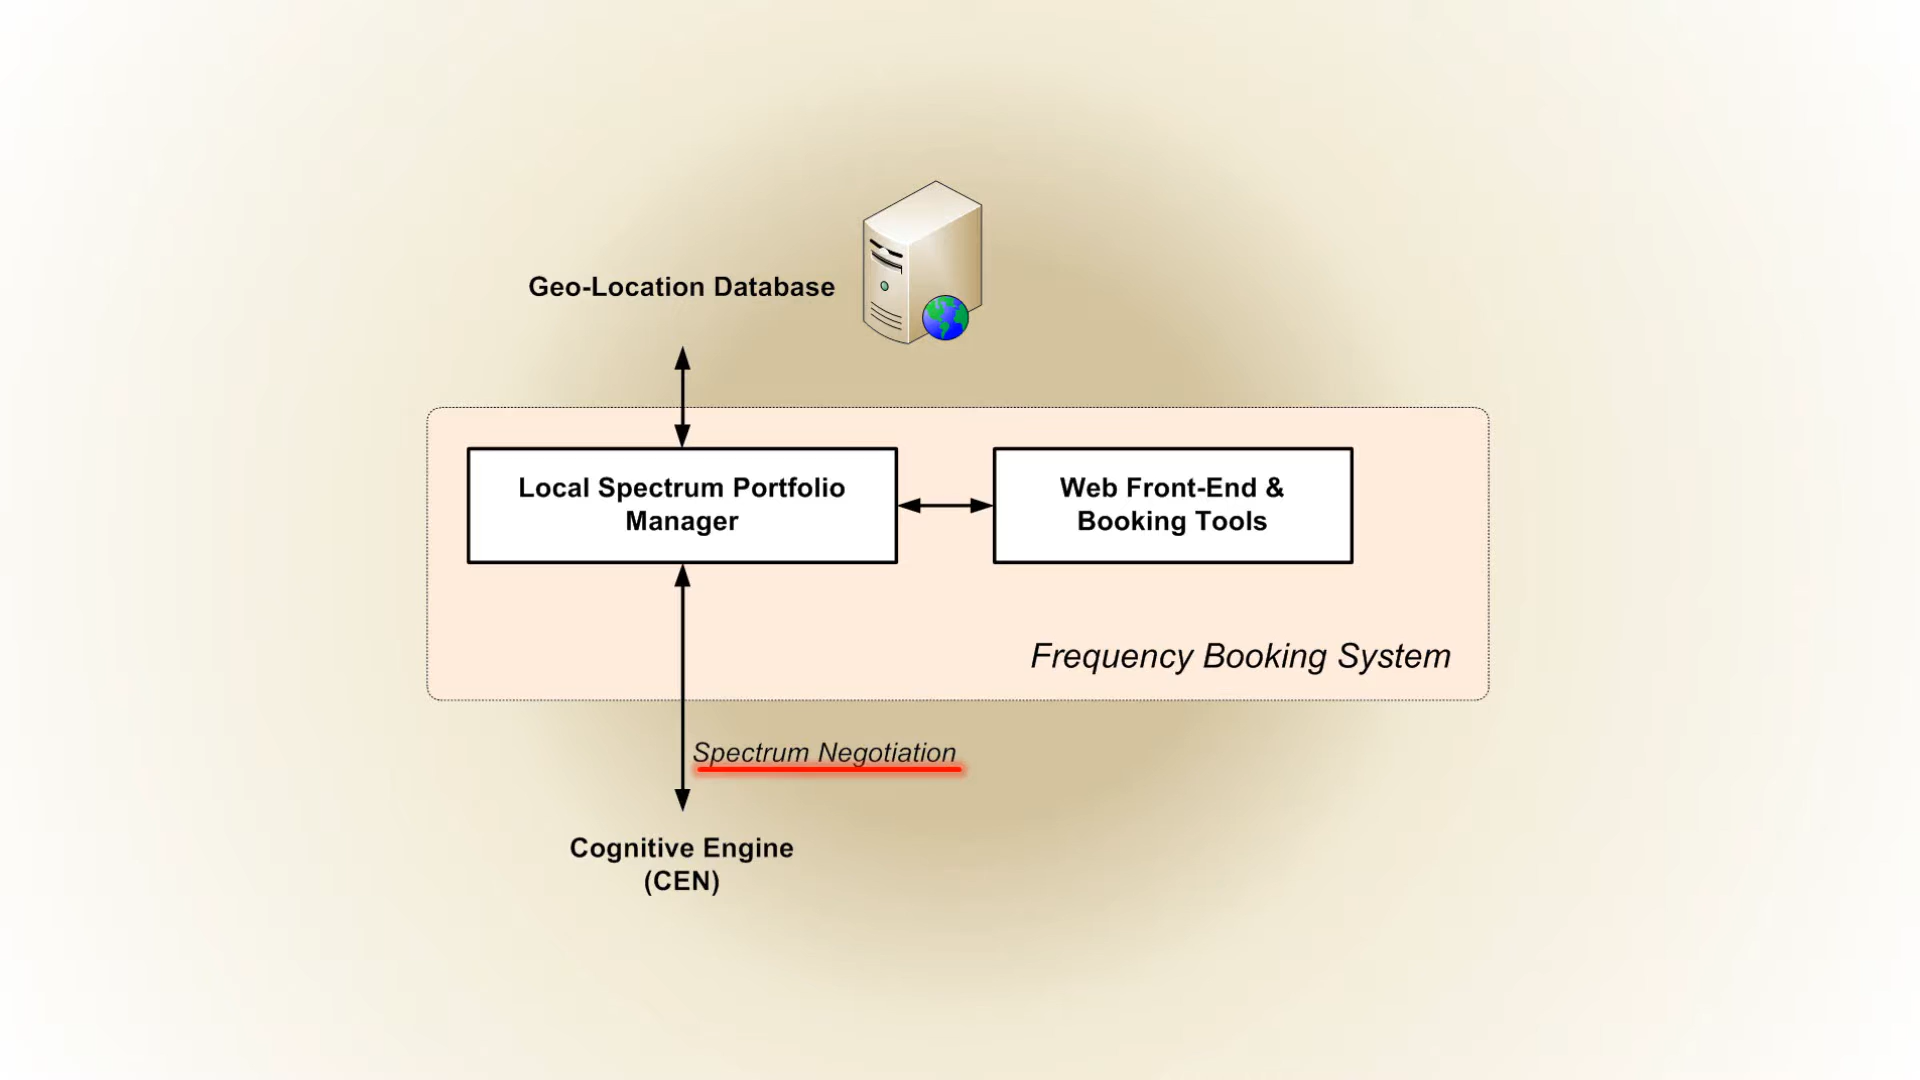 Geo-Location Database
Local Spectrum Portfolio
Manager
Web Front-End &
Booking Tools
Frequency Booking System
Spectrum Negotiation
Cognitive Engine
(CEN)